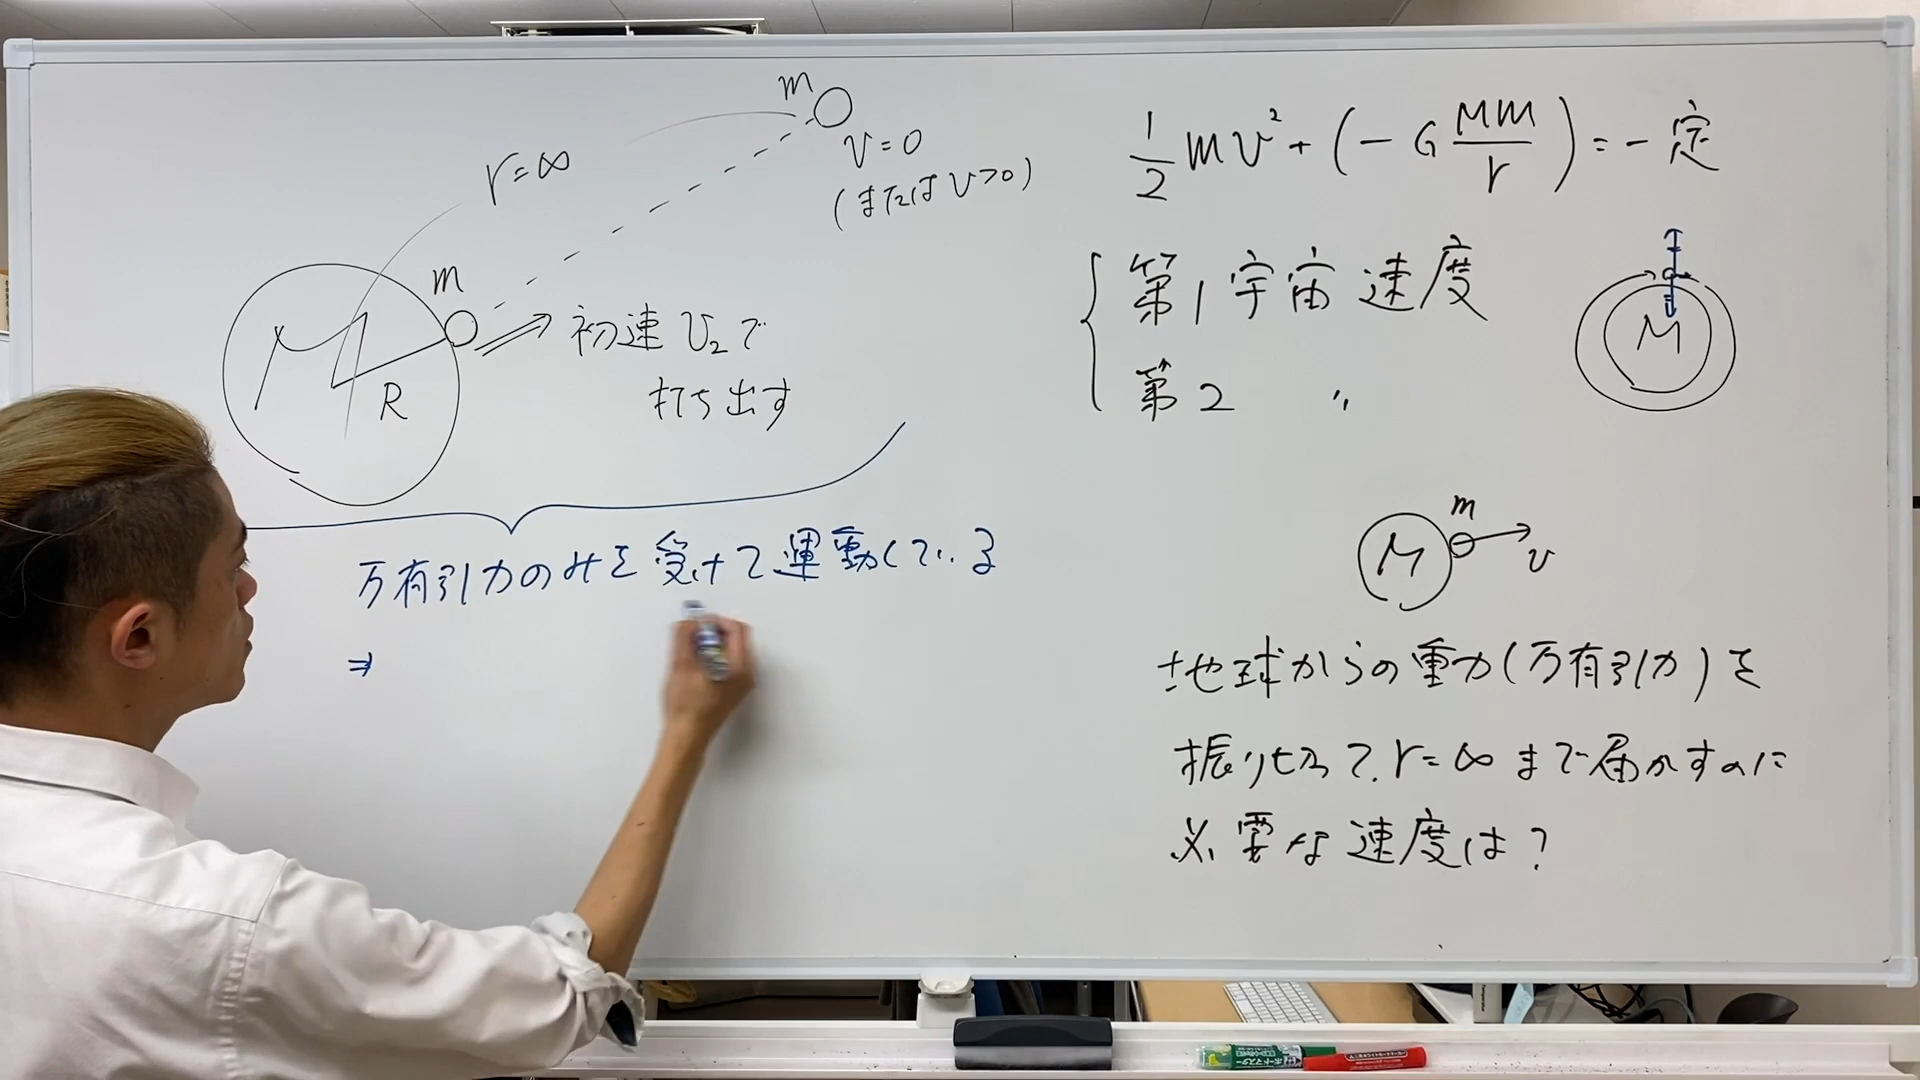 m
v=0
(またはv>0)
r=∞
m
M
R
初速v₂で
打ち出す
万有引力のみを受けて運動している
⇒
1/2 mv² + (- G Mm/r) = 一定
第1宇宙速度
第2 〃
M
m
M
v
地球からの重力(万有引力)を
振り切って、r=∞まで届かすのに
必要な速度は?